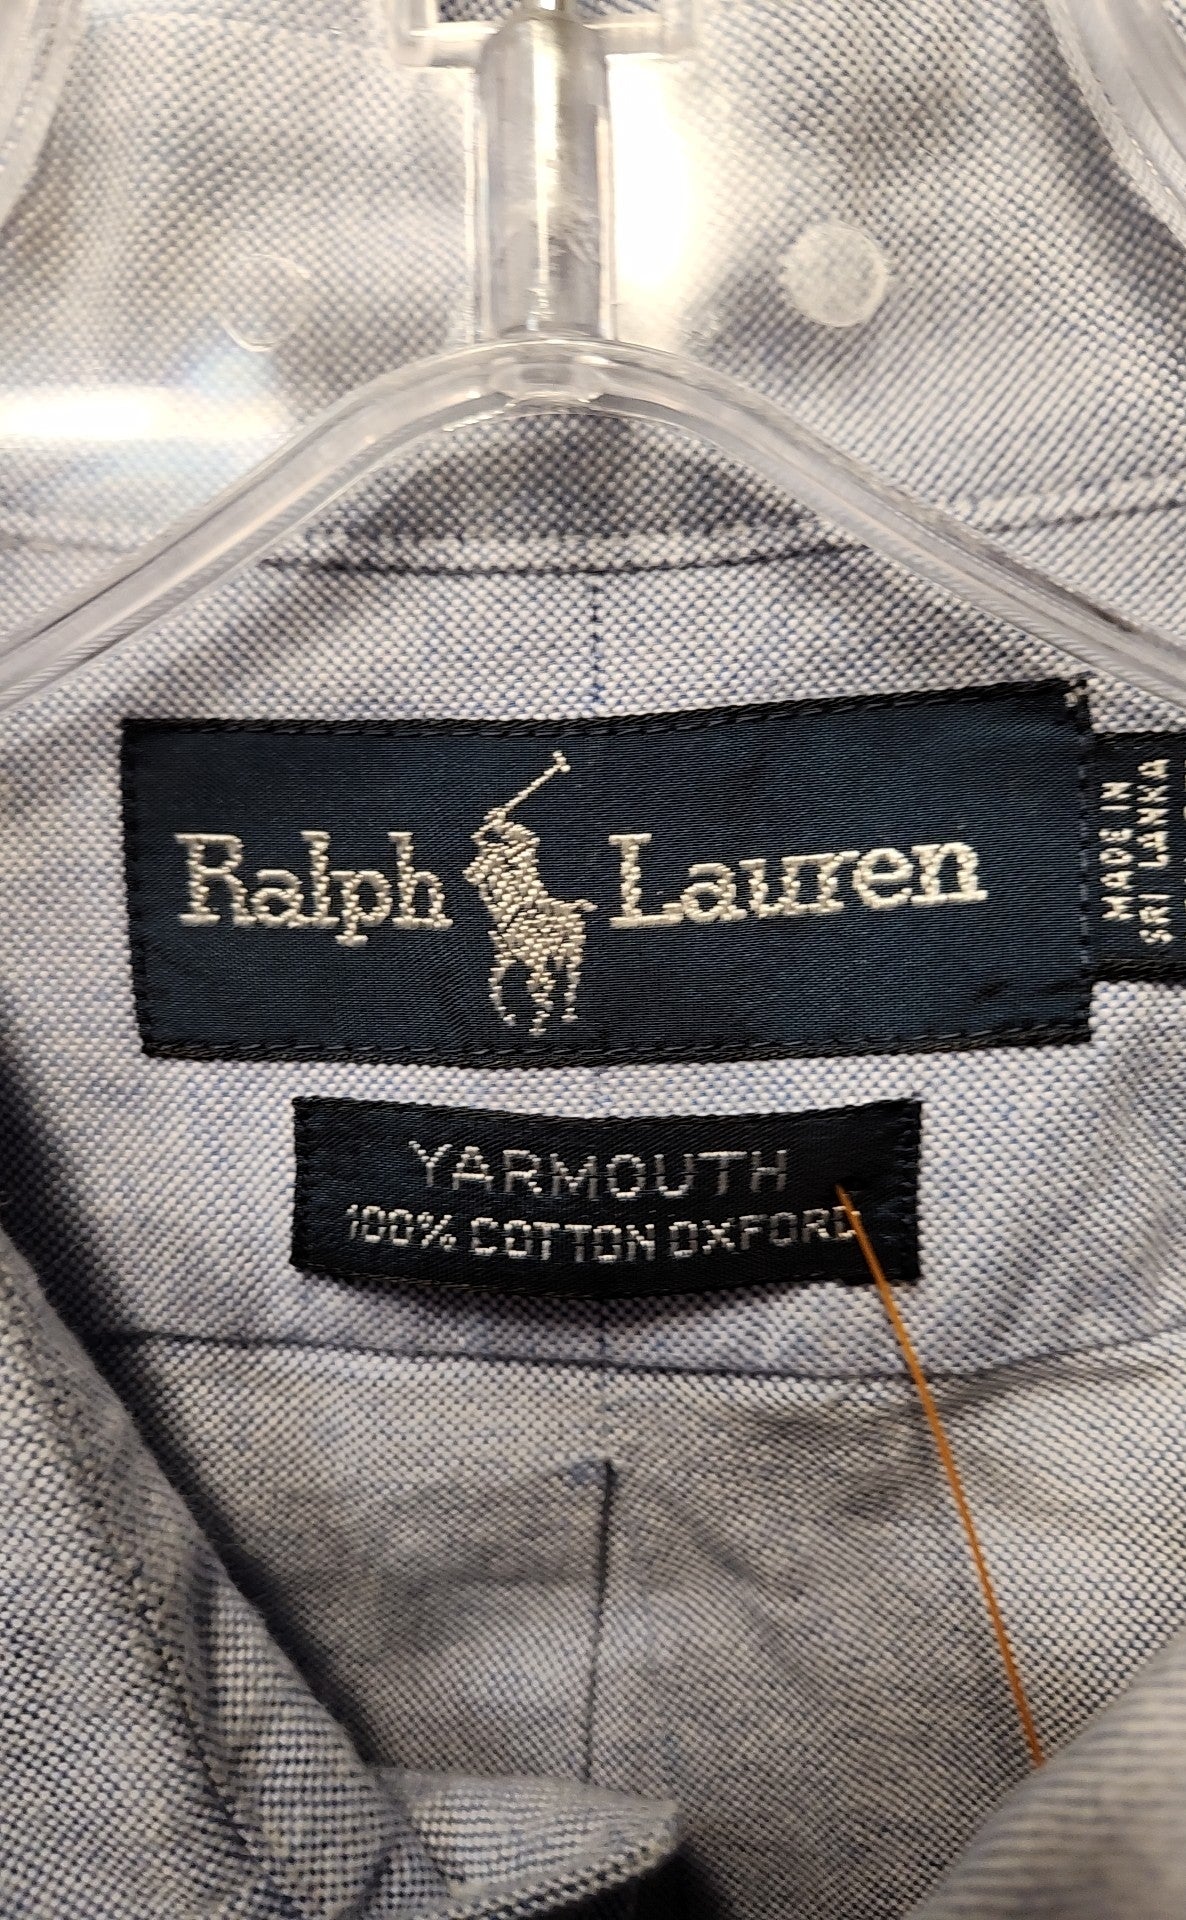 Ralph Lauren
MADE IN
SRI LANKA
YARMOUTH
100% COTTON OXFORD